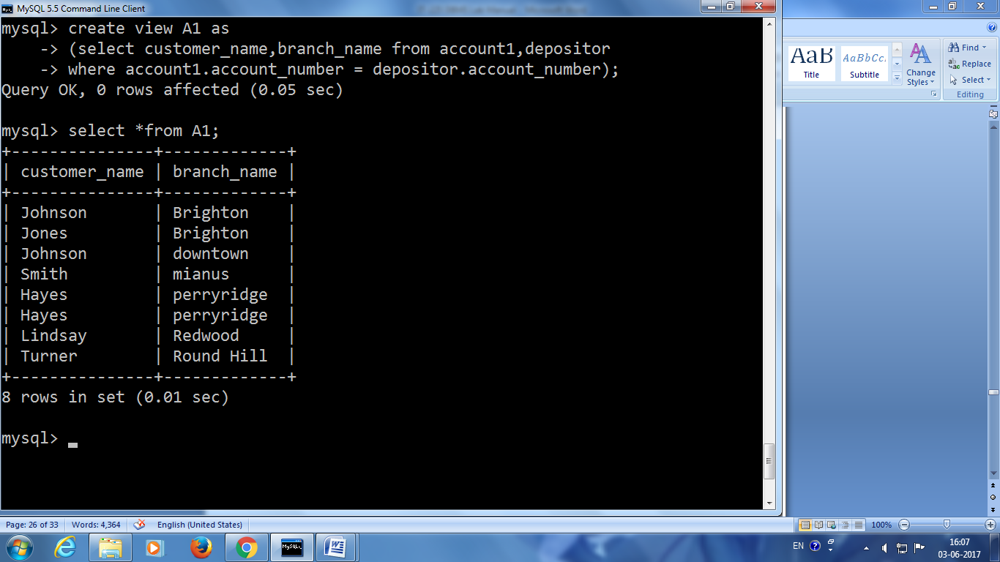 MySQL 5.5 Command Line Client
mysql> create view A1 as
    -> (select customer_name,branch_name from account1,depositor
    -> where account1.account_number = depositor.account_number);
Query OK, 0 rows affected (0.05 sec)

mysql> select *from A1;
+---------------+-------------+
| customer_name | branch_name |
+---------------+-------------+
| Johnson       | Brighton    |
| Jones         | Brighton    |
| Johnson       | downtown    |
| Smith         | mianus      |
| Hayes         | perryridge  |
| Hayes         | perryridge  |
| Lindsay       | Redwood     |
| Turner        | Round Hill  |
+---------------+-------------+
8 rows in set (0.01 sec)

mysql>
AaB AaBbCc.
Title Subtitle
Change
Styles
Find
Replace
Select
Editing
Page: 26 of 33 Words: 4,364 English (United States) 100%
MySQL
EN 16:07
03-06-2017